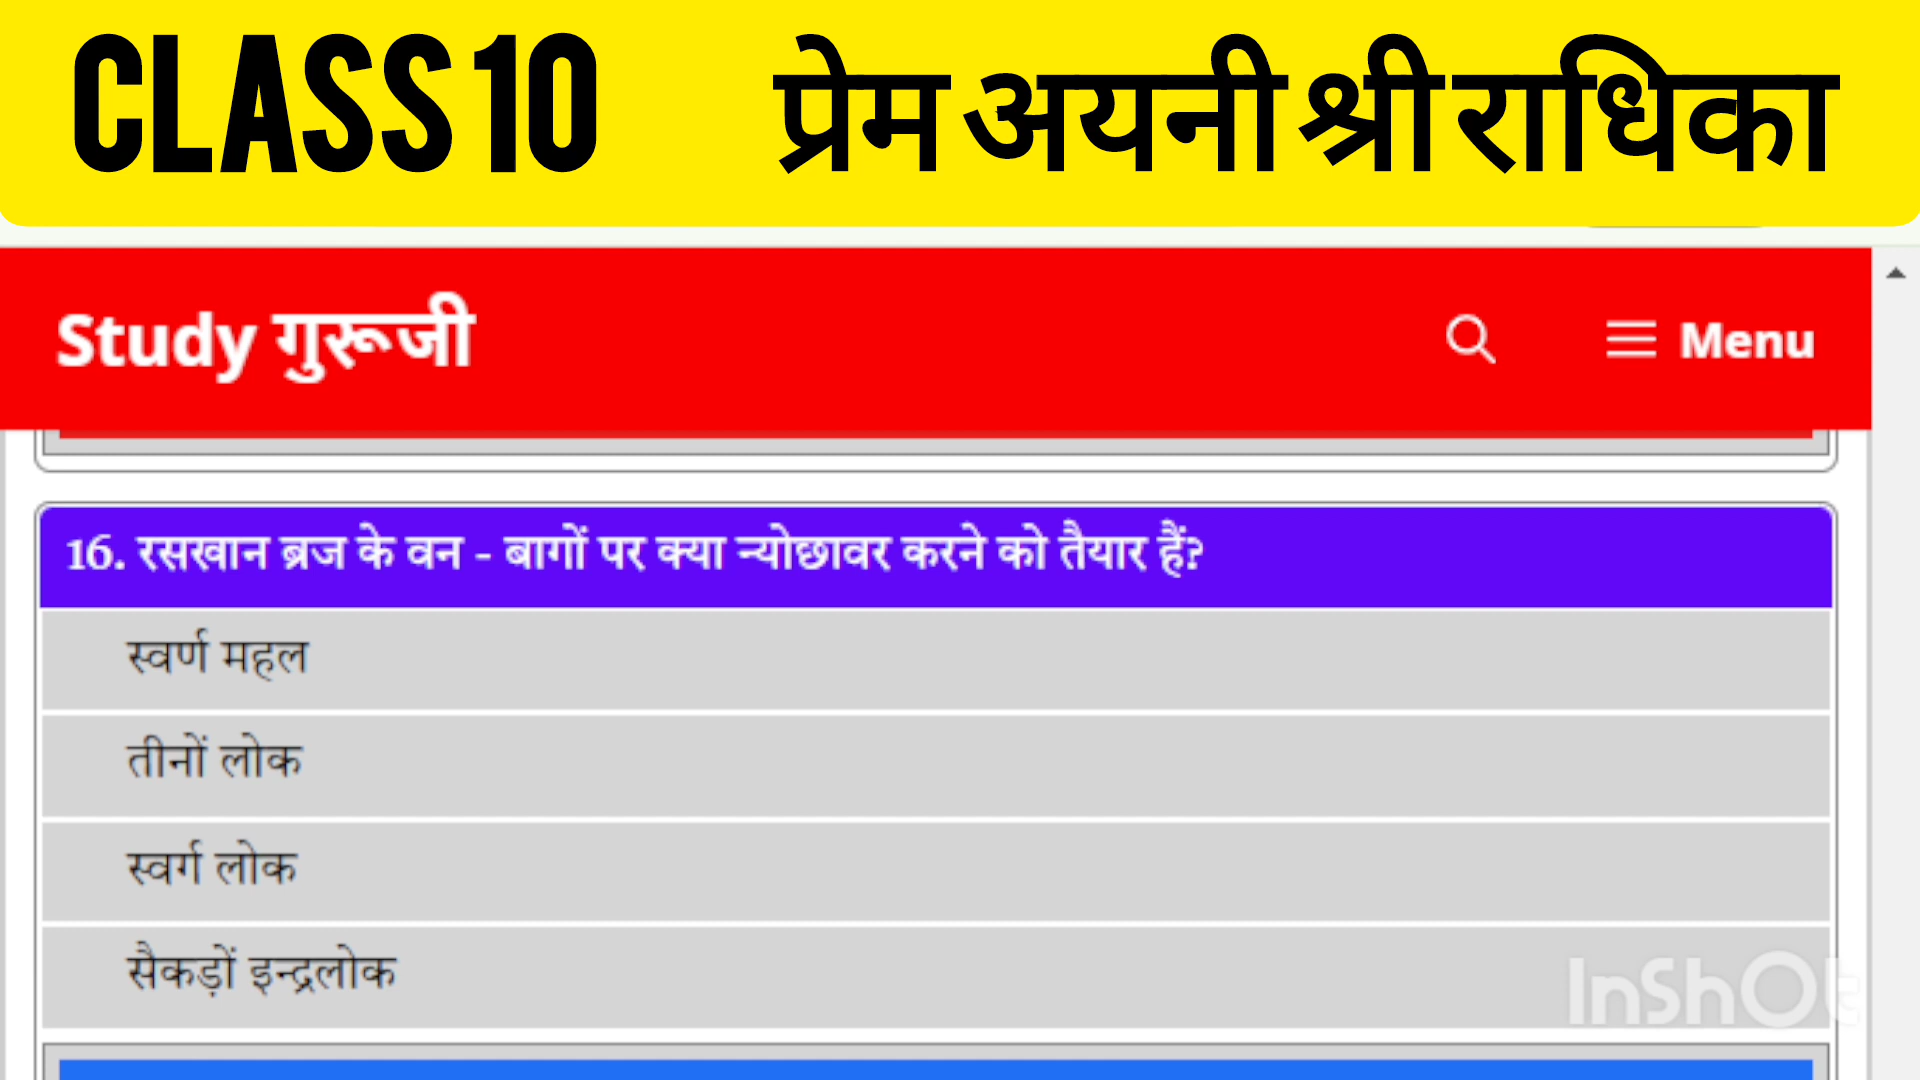 CLASS 10 प्रेम अयनी श्री राधिका
Study गुरूजी
Menu
16. रसखान ब्रज के वन - बागों पर क्या न्योछावर करने को तैयार हैं?
स्वर्ण महल
तीनों लोक
स्वर्ग लोक
सैकड़ों इन्द्रलोक
InShOt